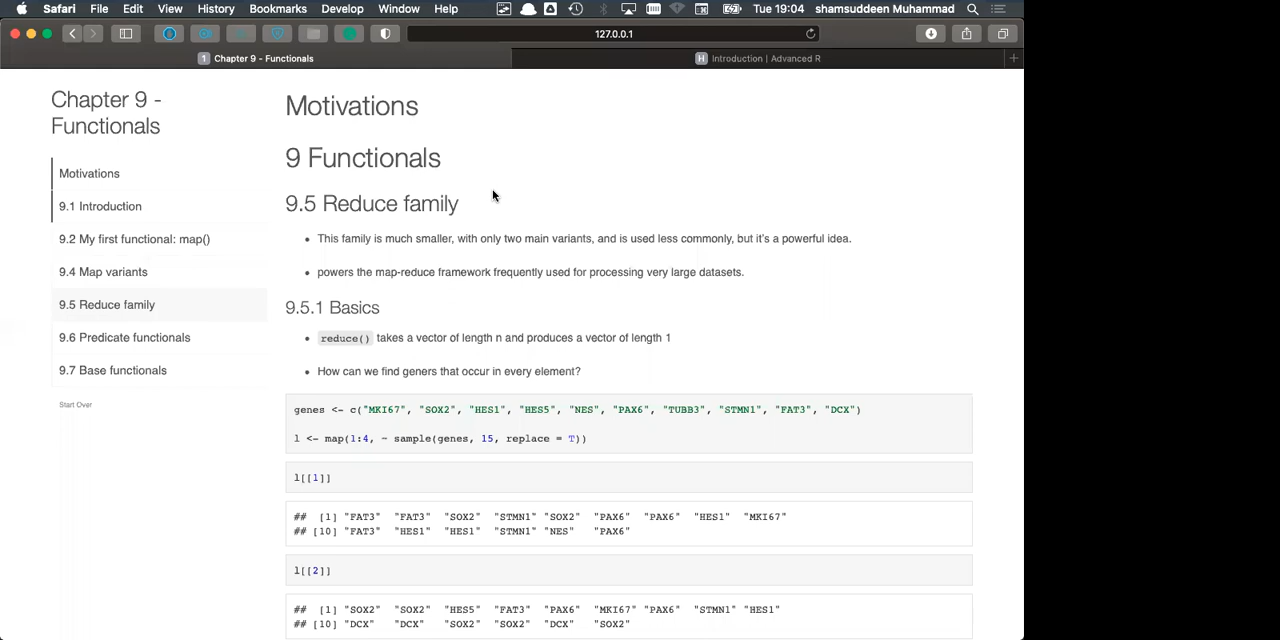 Safari File Edit View History Bookmarks Develop Window Help Tue 19:04 shamsuddeen Muhammad
127.0.0.1
1 Chapter 9 - Functionals H Introduction | Advanced R
Chapter 9 -
Functionals
Motivations
9.1 Introduction
9.2 My first functional: map()
9.4 Map variants
9.5 Reduce family
9.6 Predicate functionals
9.7 Base functionals
Start Over
Motivations
9 Functionals
9.5 Reduce family
• This family is much smaller, with only two main variants, and is used less commonly, but it's a powerful idea.
• powers the map-reduce framework frequently used for processing very large datasets.
9.5.1 Basics
• reduce() takes a vector of length n and produces a vector of length 1
• How can we find geners that occur in every element?
genes <- c("MKI67", "SOX2", "HES1", "HES5", "NES", "PAX6", "TUBB3", "STMN1", "FAT3", "DCX")
l <- map(1:4, ~ sample(genes, 15, replace = T))
l[[1]]
## [1] "FAT3" "FAT3" "SOX2" "STMN1" "SOX2" "PAX6" "PAX6" "HES1" "MKI67"
## [10] "FAT3" "HES1" "HES1" "STMN1" "NES" "PAX6"
l[[2]]
## [1] "SOX2" "SOX2" "HES5" "FAT3" "PAX6" "MKI67" "PAX6" "STMN1" "HES1"
## [10] "DCX" "DCX" "SOX2" "SOX2" "DCX" "SOX2"